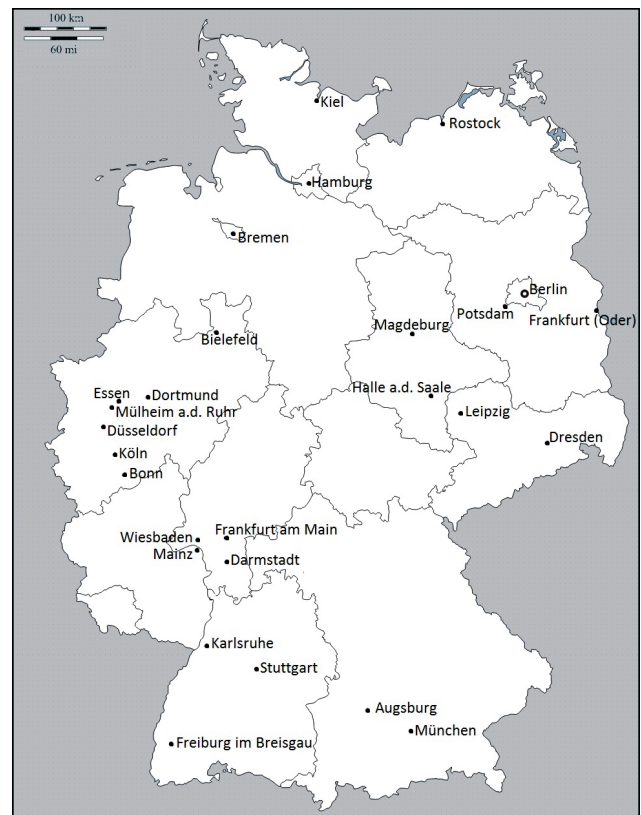 100 km
60 mi
Kiel
Rostock
Hamburg
Bremen
Berlin
Potsdam
Frankfurt (Oder)
Magdeburg
Bielefeld
Halle a.d. Saale
Essen
Dortmund
Mülheim a.d. Ruhr
Leipzig
Düsseldorf
Dresden
Köln
Bonn
Frankfurt am Main
Wiesbaden
Mainz
Darmstadt
Karlsruhe
Stuttgart
Augsburg
München
Freiburg im Breisgau